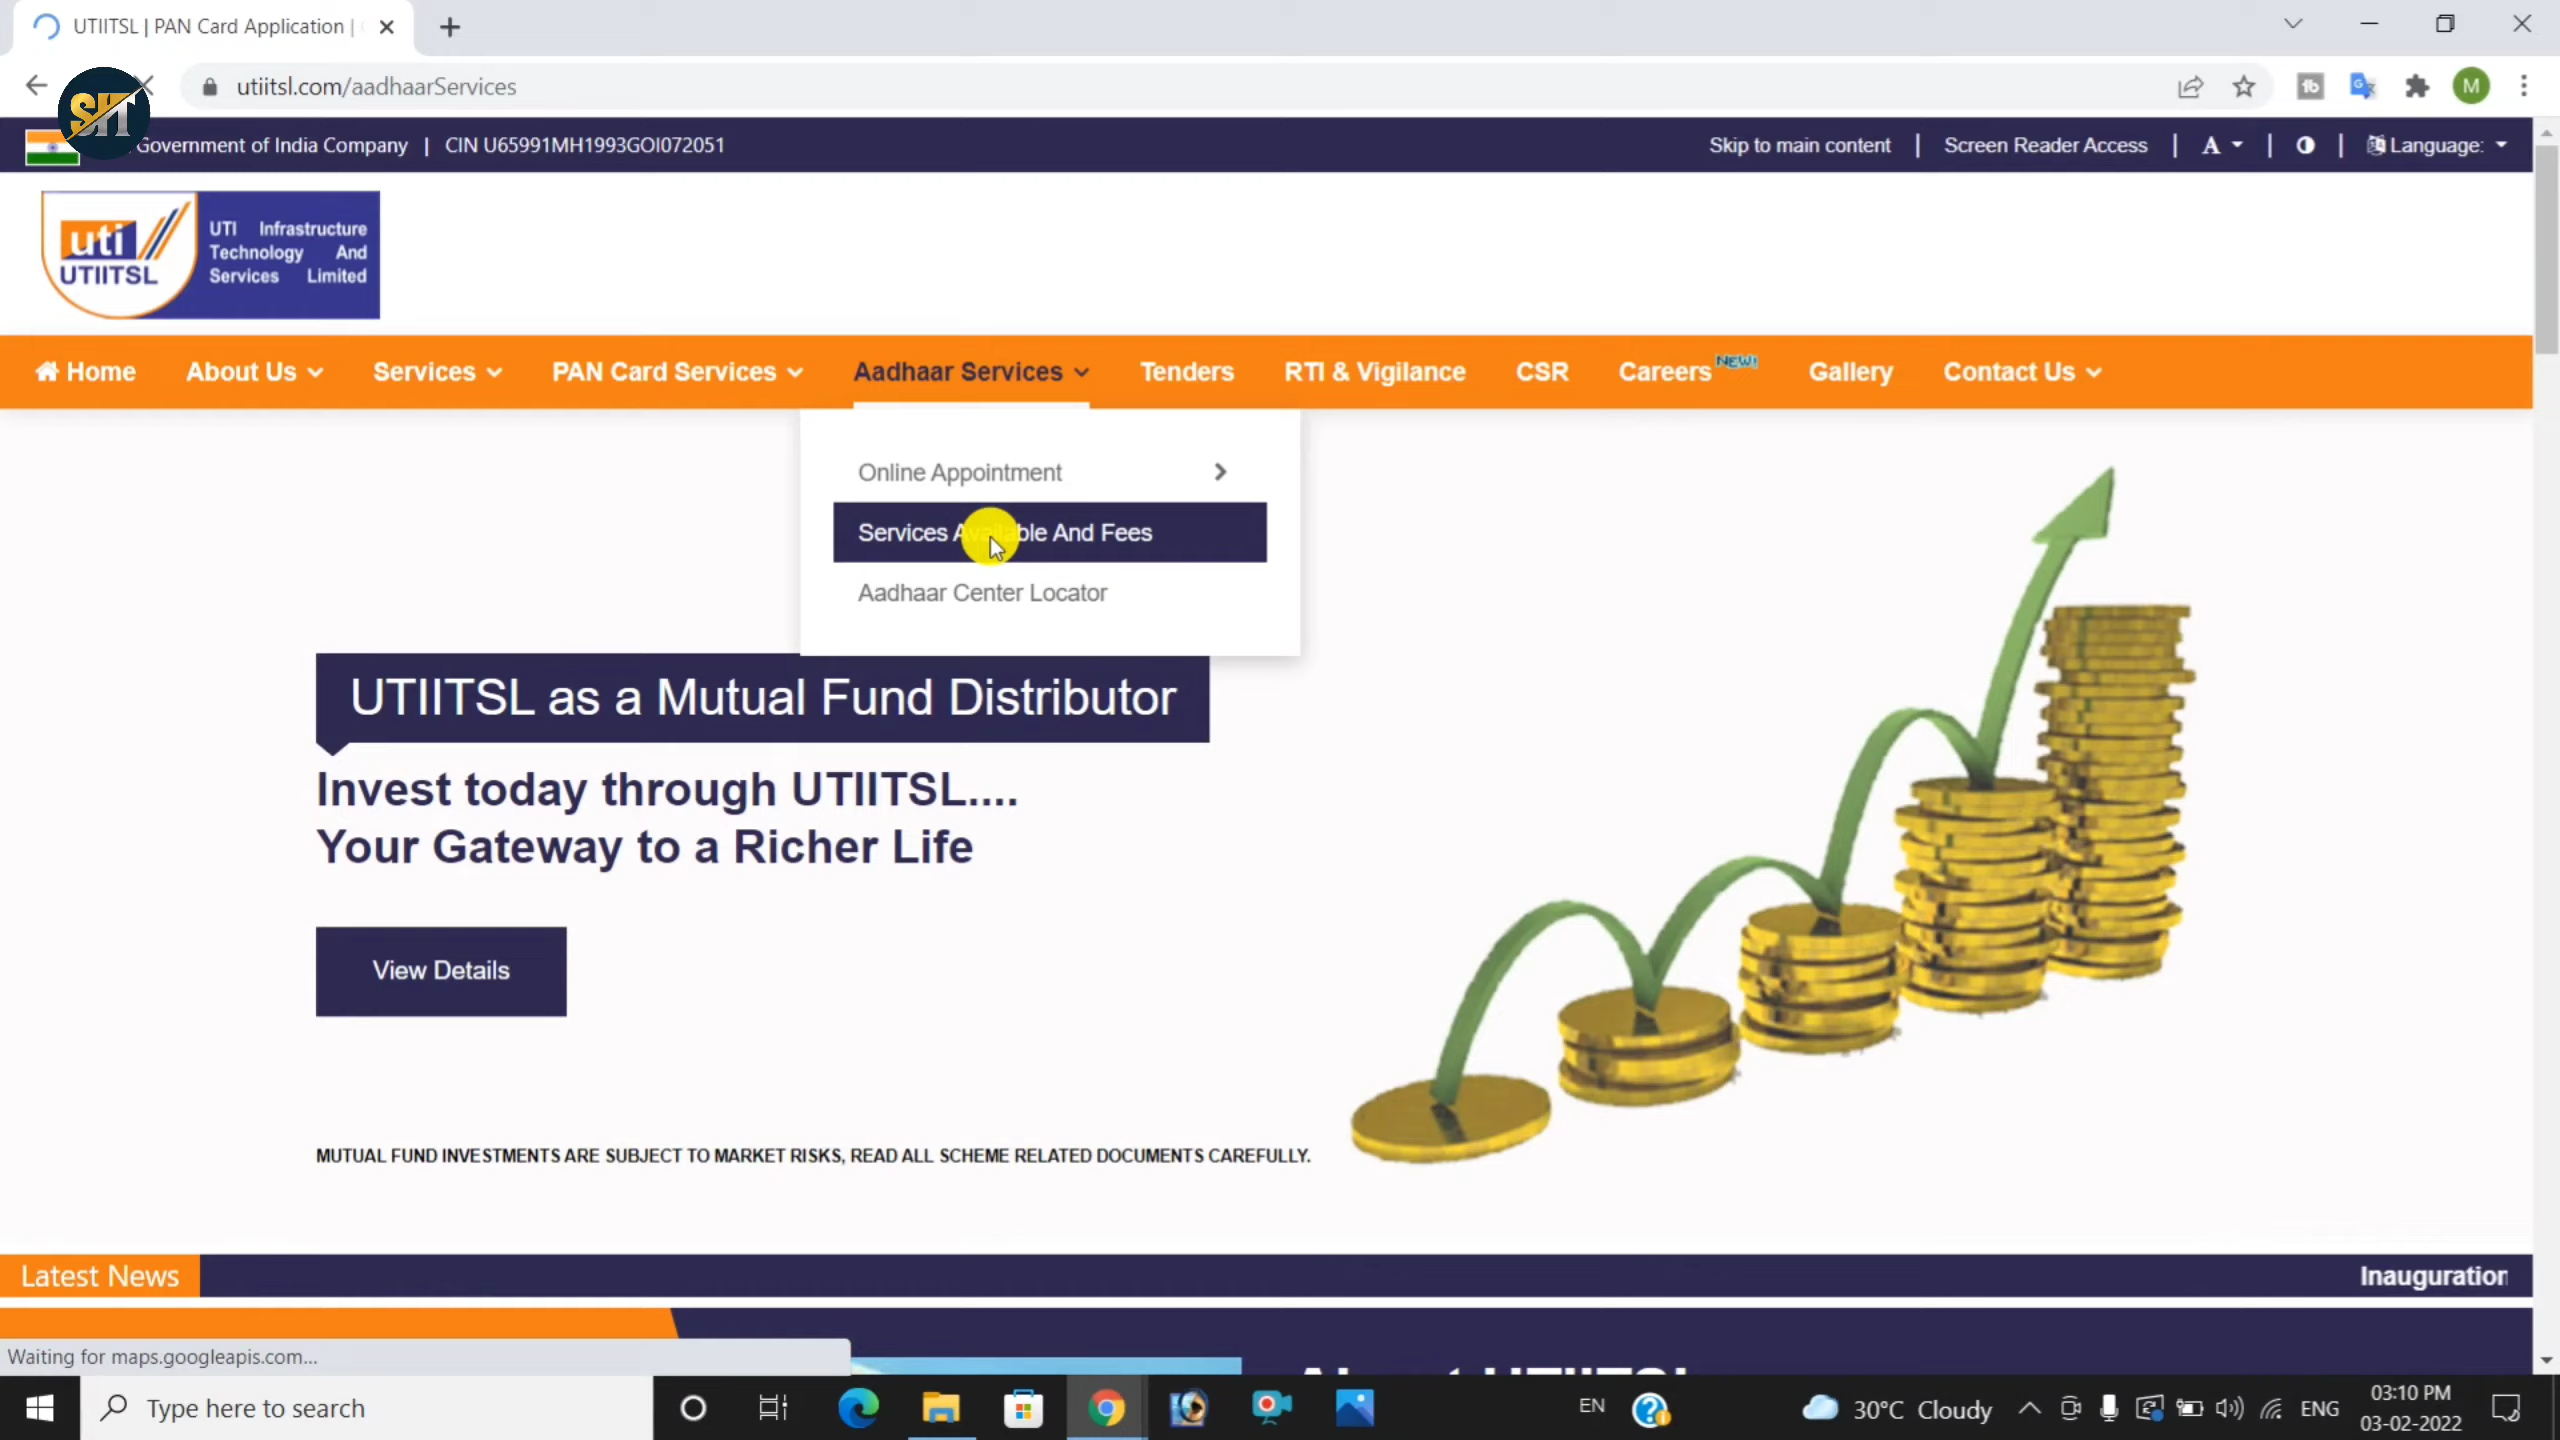 UTIITSL | PAN Card Application |
utiitsl.com/aadhaarServices
M
SHT
Government of India Company | CIN U65991MH1993GOI072051
Skip to main content | Screen Reader Access | A | | Language:
uti
UTIITSL
UTI Infrastructure
Technology And
Services Limited
Home About Us Services PAN Card Services Aadhaar Services Tenders RTI & Vigilance CSR Careers NEW! Gallery Contact Us
Online Appointment
Services Available And Fees
Aadhaar Center Locator
UTIITSL as a Mutual Fund Distributor
Invest today through UTIITSL....
Your Gateway to a Richer Life
View Details
MUTUAL FUND INVESTMENTS ARE SUBJECT TO MARKET RISKS, READ ALL SCHEME RELATED DOCUMENTS CAREFULLY.
Latest News
Inauguration
Waiting for maps.googleapis.com...
Type here to search
EN
30°C Cloudy
ENG
03:10 PM
03-02-2022